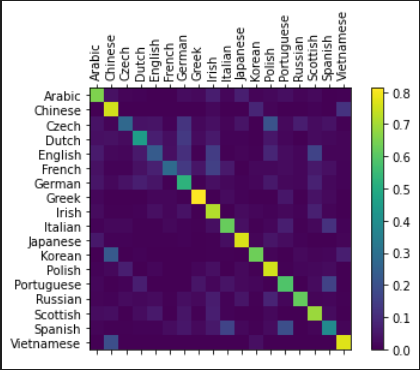 Arabic
Chinese
Czech
Dutch
English
French
German
Greek
Irish
Italian
Japanese
Korean
Polish
Portuguese
Russian
Scottish
Spanish
Vietnamese
Arabic
Chinese
Czech
Dutch
English
French
German
Greek
Irish
Italian
Japanese
Korean
Polish
Portuguese
Russian
Scottish
Spanish
Vietnamese
0.8
0.7
0.6
0.5
0.4
0.3
0.2
0.1
0.0